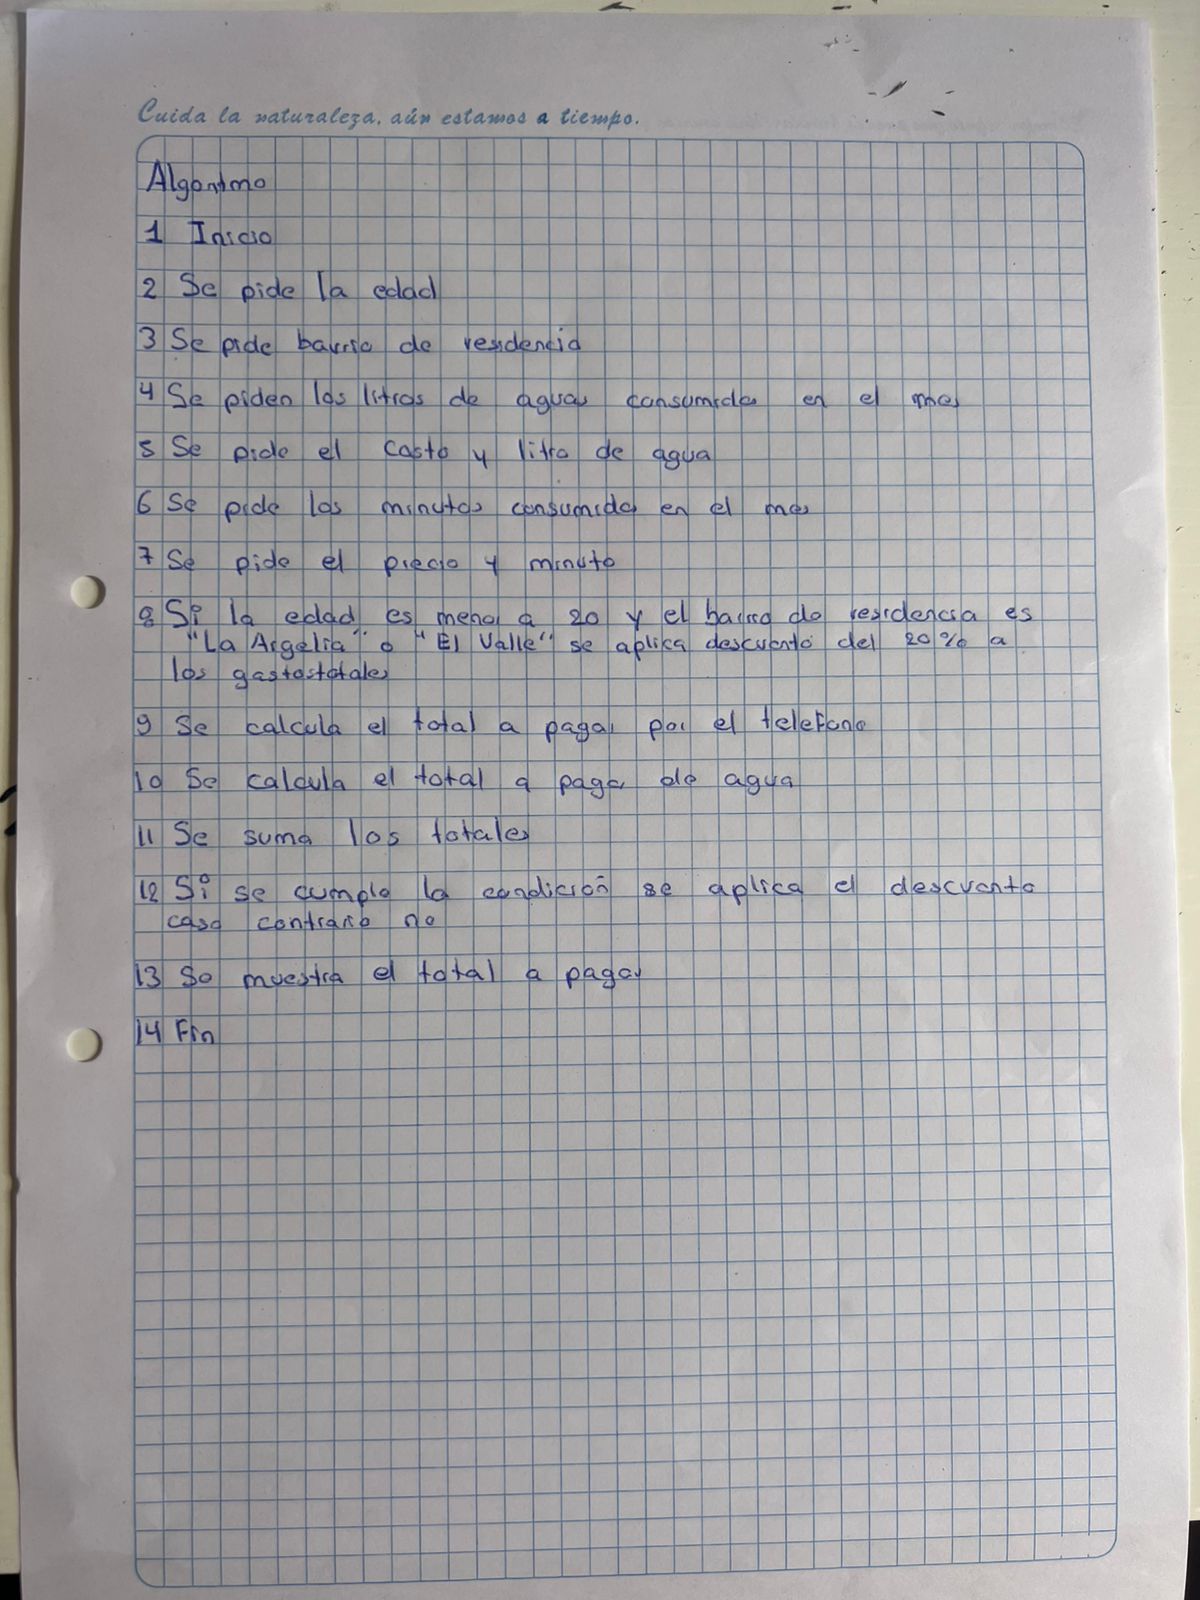 Cuida la naturaleza, aún estamos a tiempo.
Algoritmo
1 Inicio
2 Se pide la edad
3 Se pide barrio de residencia
4 Se piden los litros de aguas consumidos en el mes
5 Se pide el costo y litro de agua
6 Se pide los minutos consumidos en el mes
7 Se pide el precio y minuto
8 Si la edad es menor a 20 y el barrio de residencia es
"La Argelia" o "El Valle" se aplica descuento del 20% a
los gastostotales
9 Se calcula el total a pagar por el telefono
10 Se calcula el total a pagar de agua
11 Se suma los totales
12 Si se cumple la condición se aplica el descuento
caso contrario no
13 Se muestra el total a pagar
14 Fin